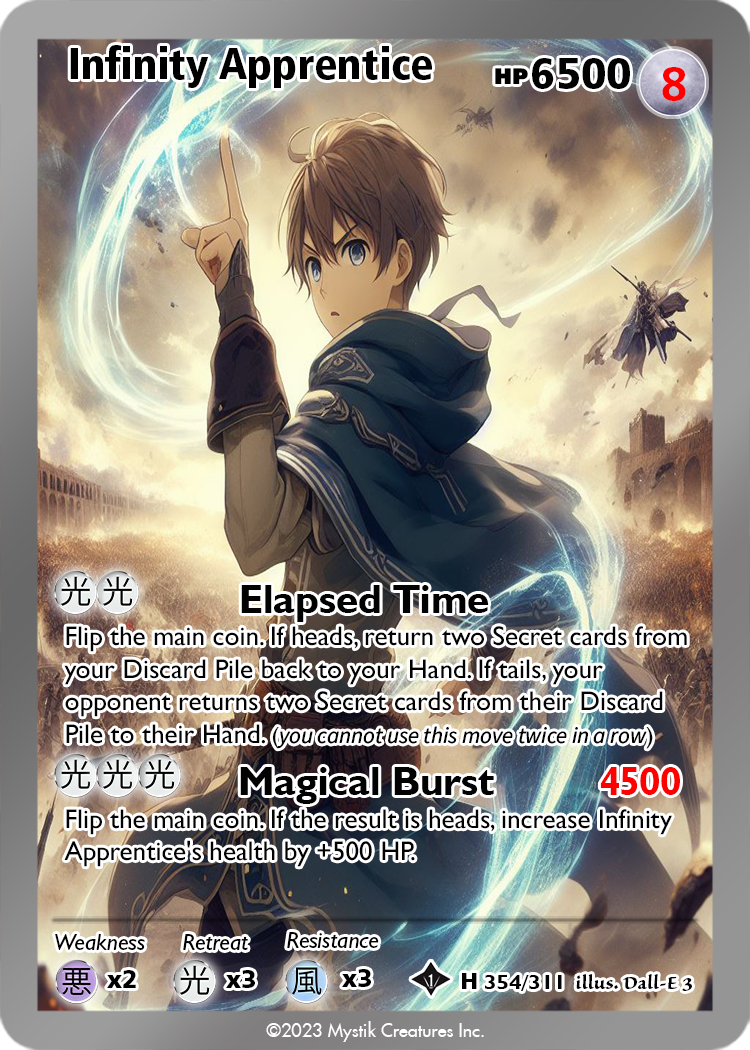 Infinity Apprentice HP6500 8
光光 Elapsed Time
Flip the main coin. If heads, return two Secret cards from
your Discard Pile back to your Hand. If tails, your
opponent returns two Secret cards from their Discard
Pile to their Hand. (you cannot use this move twice in a row)
光光光 Magical Burst 4500
Flip the main coin. If the result is heads, increase Infinity
Apprentice's health by +500 HP.
Weakness Retreat Resistance
悪 x2 光 x3 風 x3 1 H 354/311 illus. Dall-E 3
©2023 Mystik Creatures Inc.